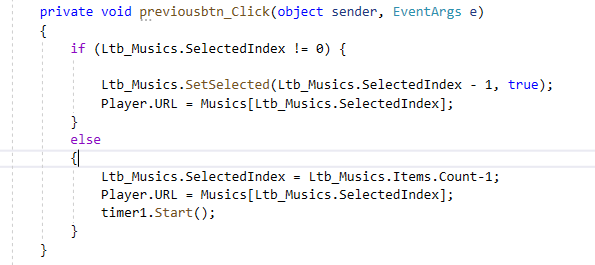 private void previousbtn_Click(object sender, EventArgs e)
{
if (Ltb_Musics.SelectedIndex != 0) {
Ltb_Musics.SetSelected(Ltb_Musics.SelectedIndex - 1, true);
Player.URL = Musics[Ltb_Musics.SelectedIndex];
}
else
{
Ltb_Musics.SelectedIndex = Ltb_Musics.Items.Count-1;
Player.URL = Musics[Ltb_Musics.SelectedIndex];
timer1.Start();
}
}